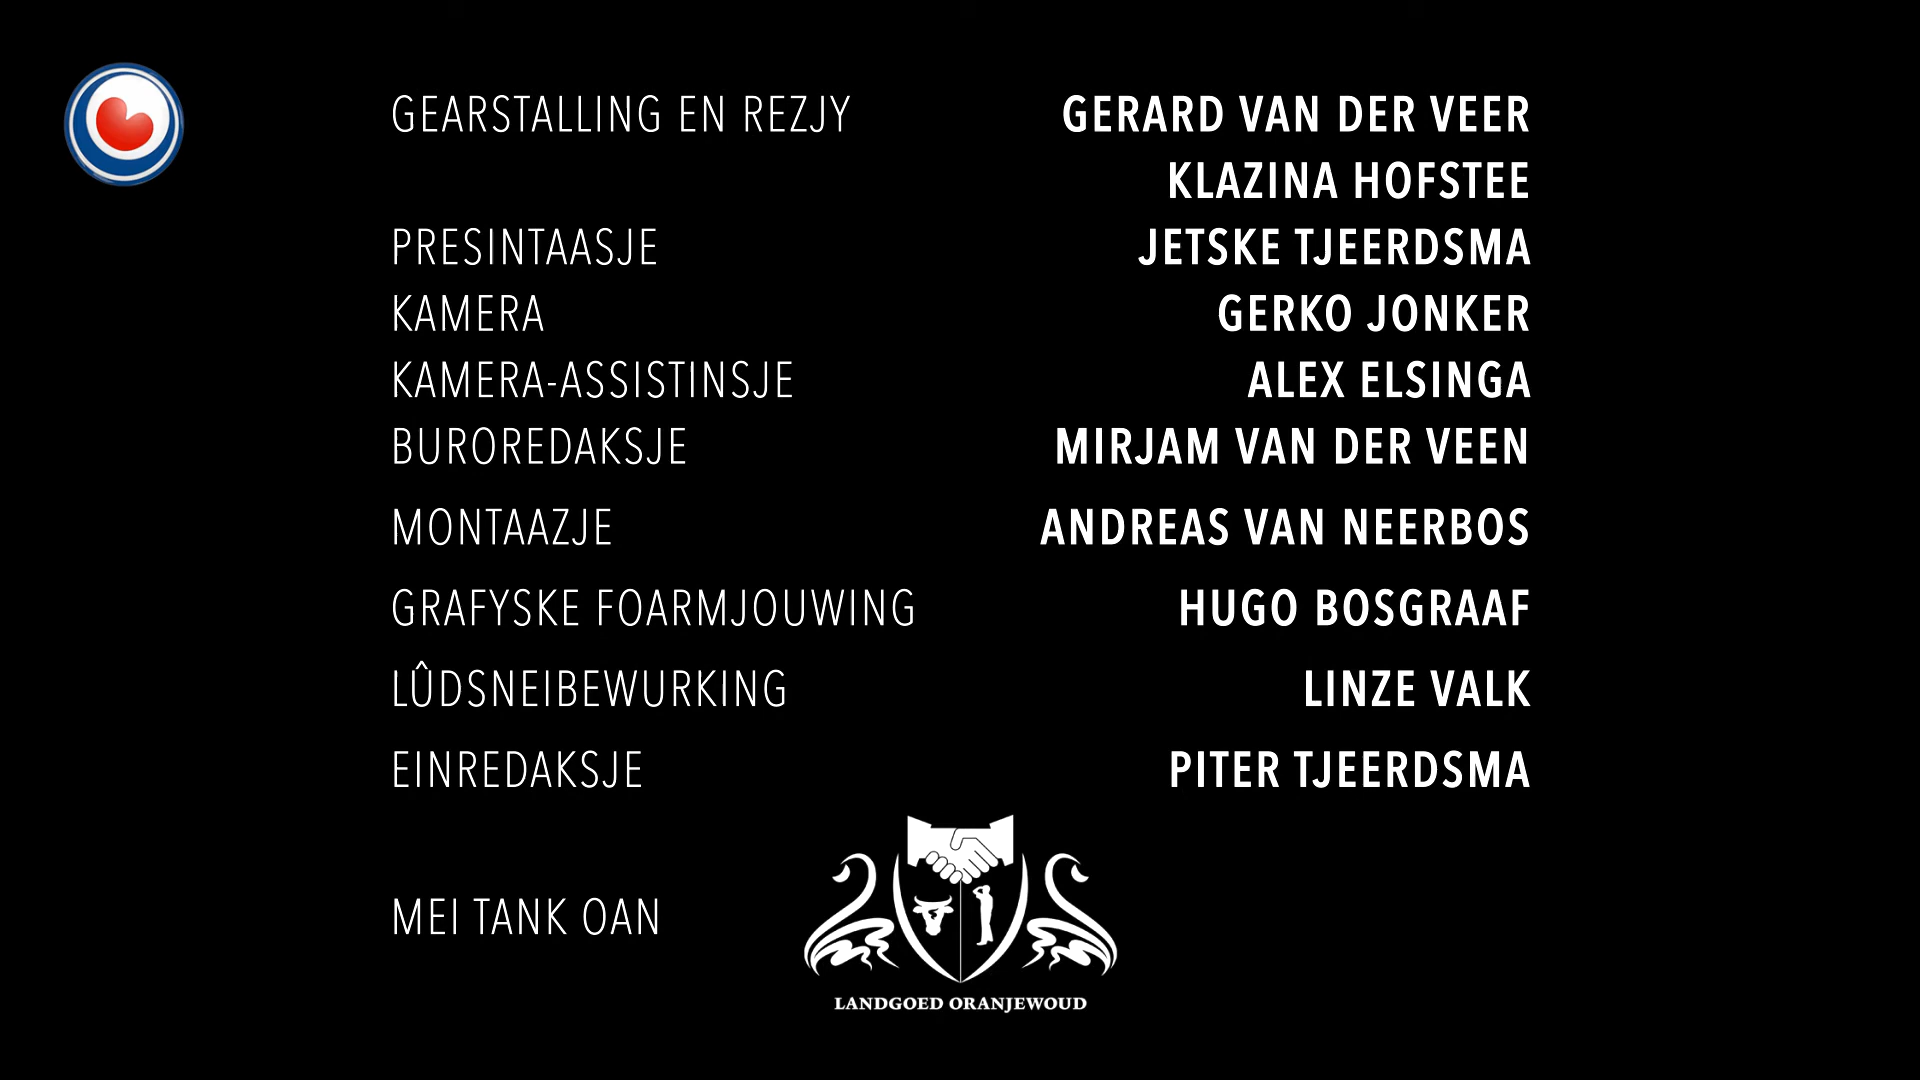 GEARSTALLING EN REZJY GERARD VAN DER VEER
KLAZINA HOFSTEE
PRESINTAASJE JETSKE TJEERDSMA
KAMERA GERKO JONKER
KAMERA-ASSISTINSJE ALEX ELSINGA
BUROREDAKSJE MIRJAM VAN DER VEEN
MONTAAZJE ANDREAS VAN NEERBOS
GRAFYSKE FOARMJOUWING HUGO BOSGRAAF
LÛDSNEIBEWURKING LINZE VALK
EINREDAKSJE PITER TJEERDSMA
MEI TANK OAN
LANDGOED ORANJEWOUD